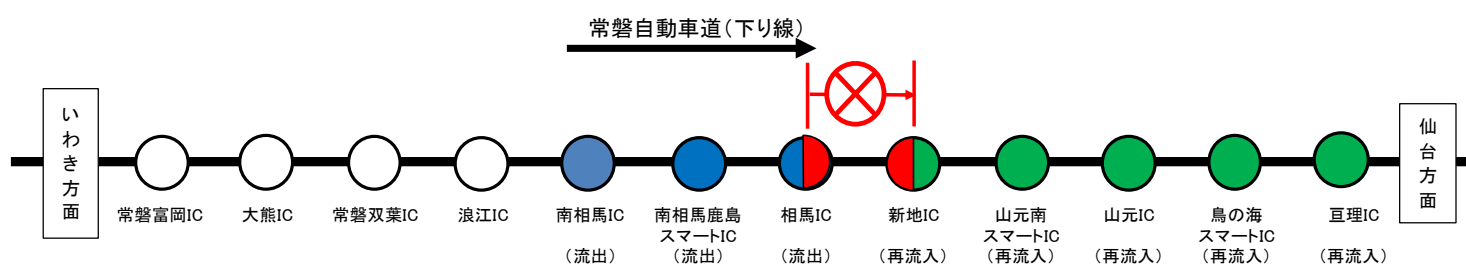 常磐自動車道(下り線)
いわき方面
仙台方面
常磐富岡IC
大熊IC
常磐双葉IC
浪江IC
南相馬IC
(流出)
南相馬鹿島
スマートIC
(流出)
相馬IC
(流出)
新地IC
(再流入)
山元南
スマートIC
(再流入)
山元IC
(再流入)
鳥の海
スマートIC
(再流入)
亘理IC
(再流入)